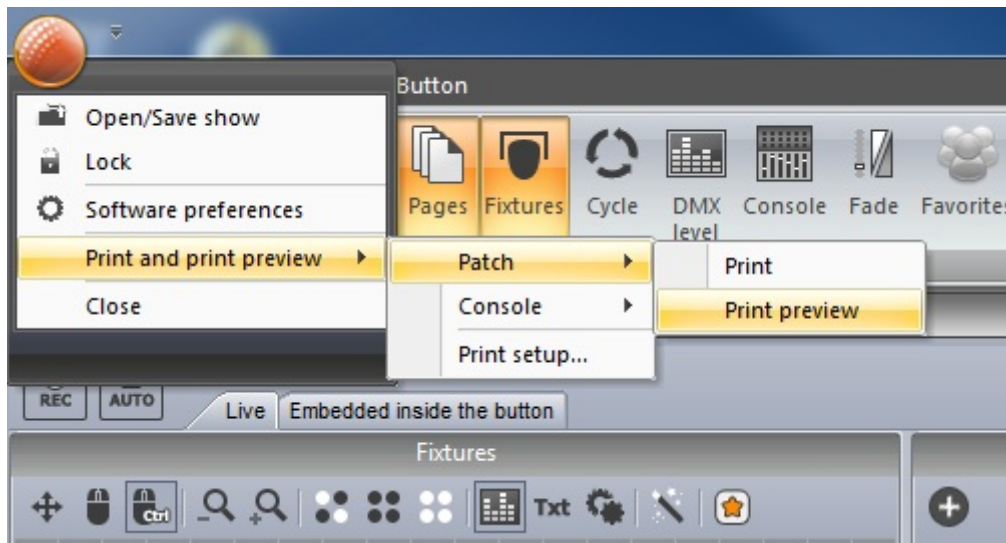 Button
Open/Save show
Lock
Software preferences
Print and print preview
Close
Pages
Fixtures
Cycle
DMX
level
Console
Fade
Favorites
Patch
Console
Print setup...
Print
Print preview
REC
AUTO
Live
Embedded inside the button
Fixtures
Ctrl
Txt